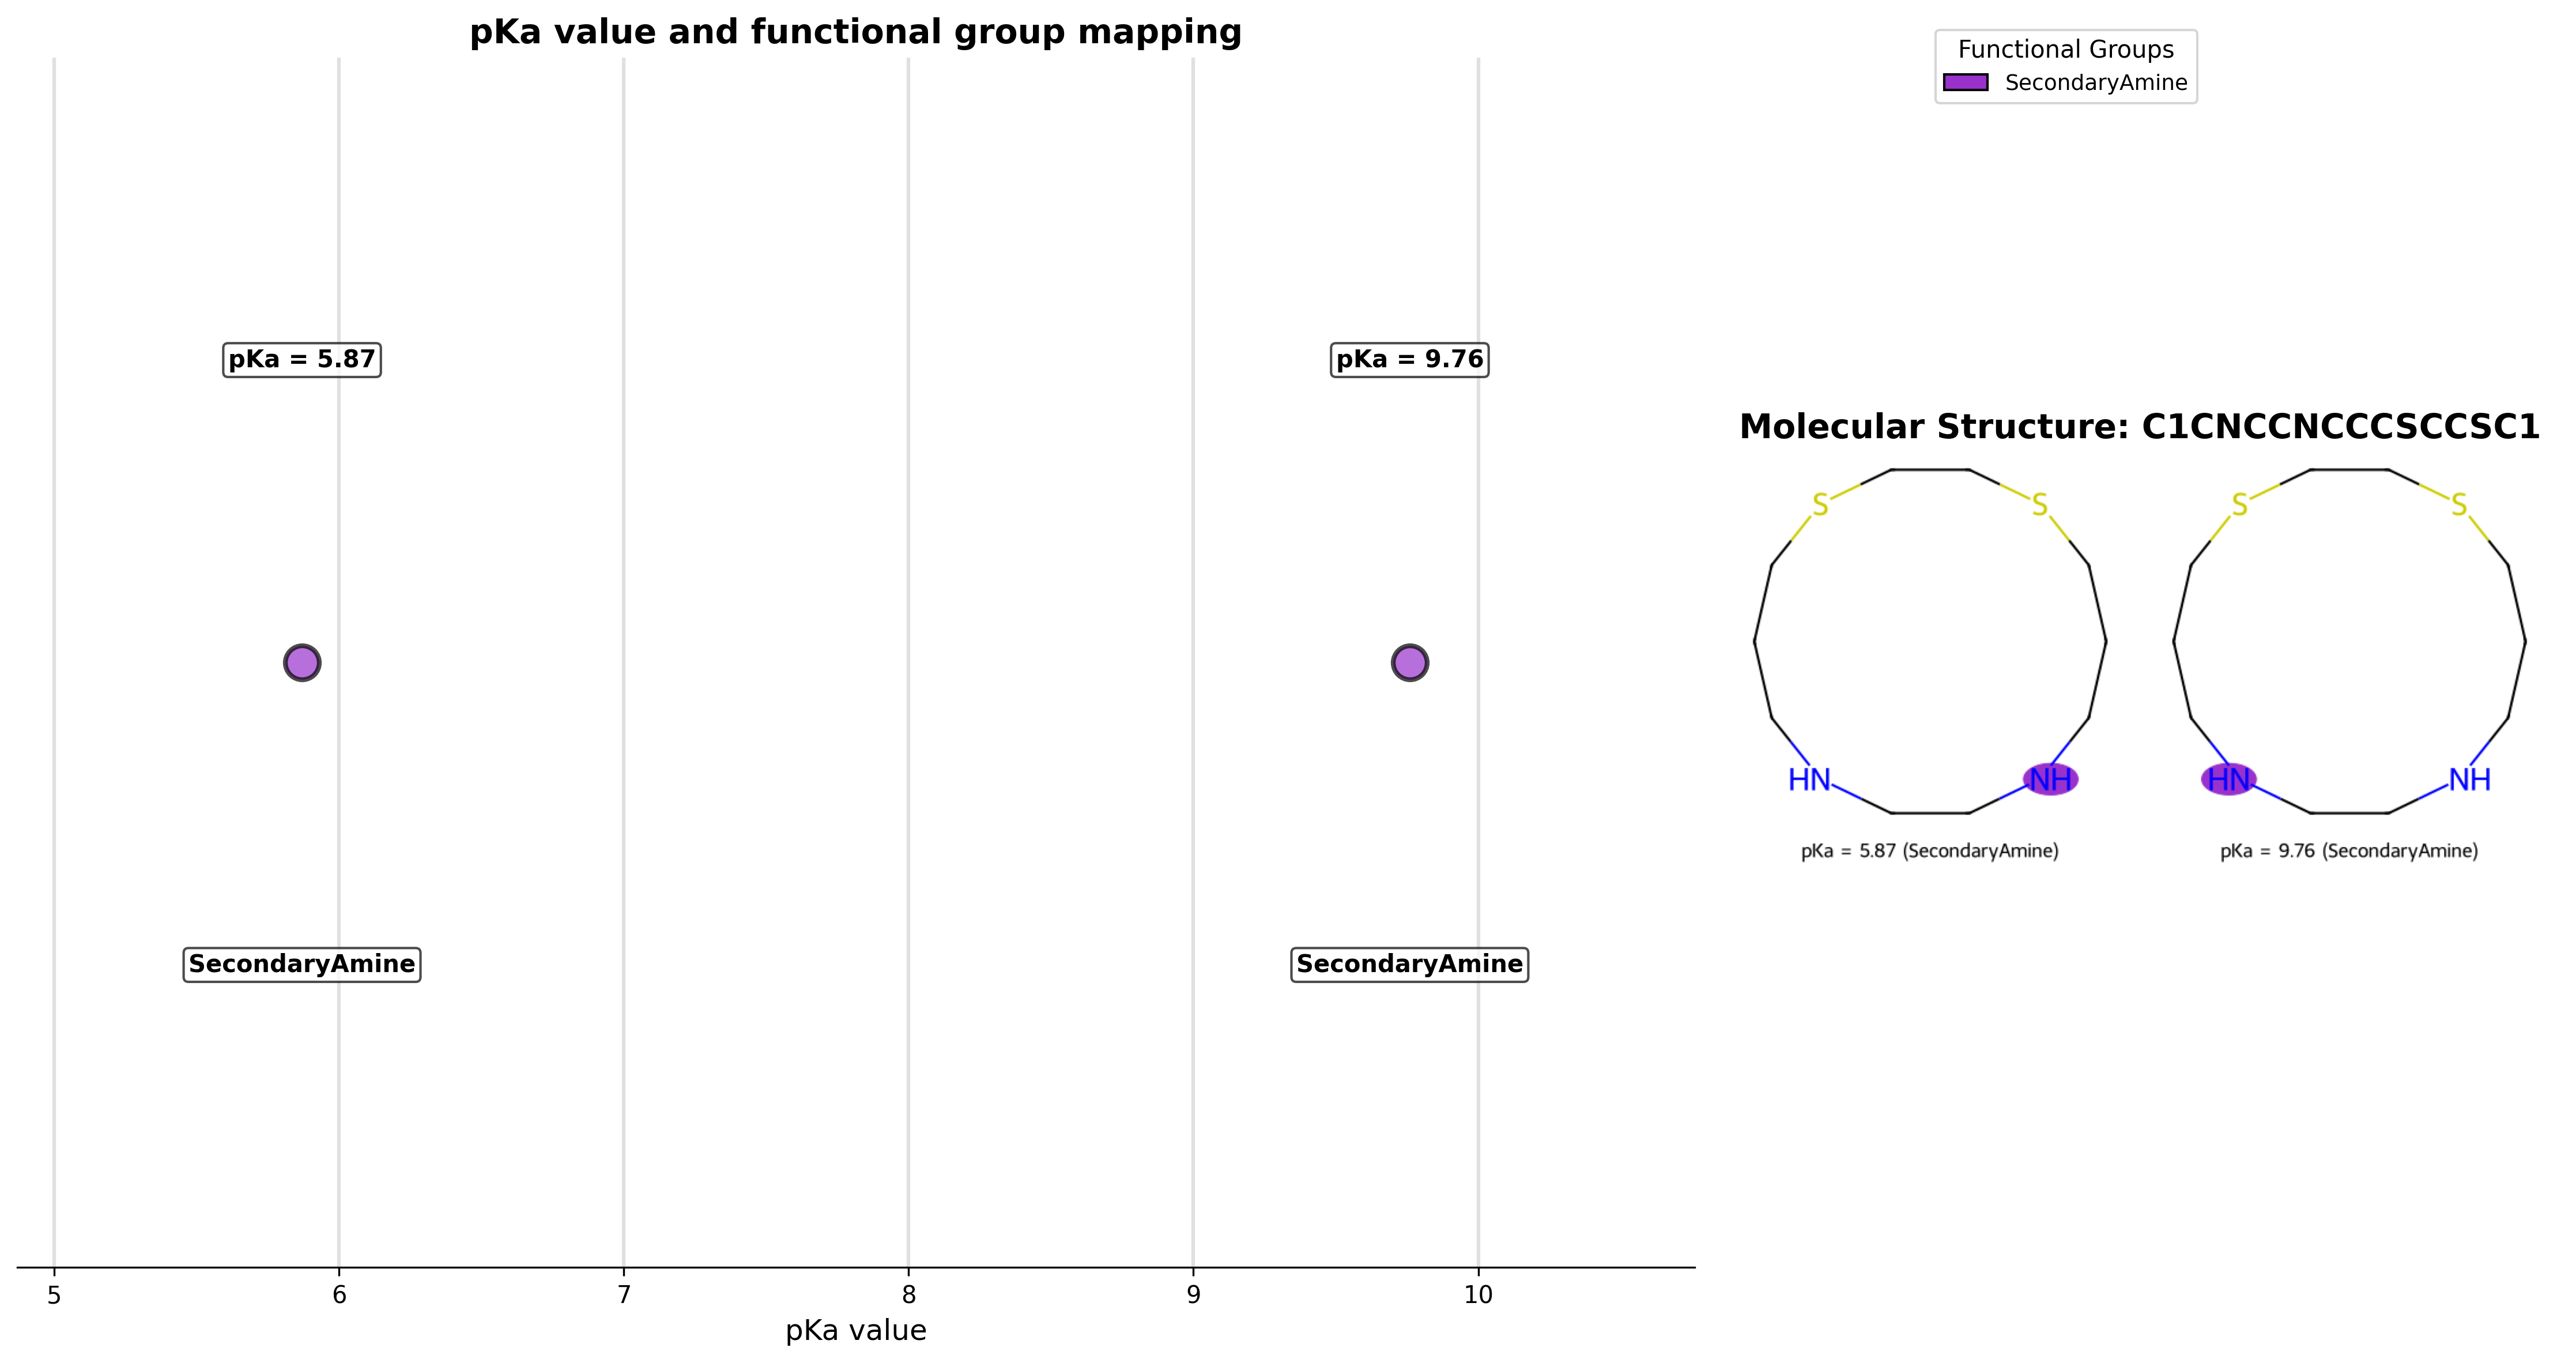 pKa value and functional group mapping
pKa = 5.87
pKa = 9.76
SecondaryAmine
SecondaryAmine
5
6
7
8
9
10
pKa value
Functional Groups
SecondaryAmine
Molecular Structure: C1CNCCNCCCSCCSC1
S
S
HN
NH
pKa = 5.87 (SecondaryAmine)
S
S
HN
NH
pKa = 9.76 (SecondaryAmine)